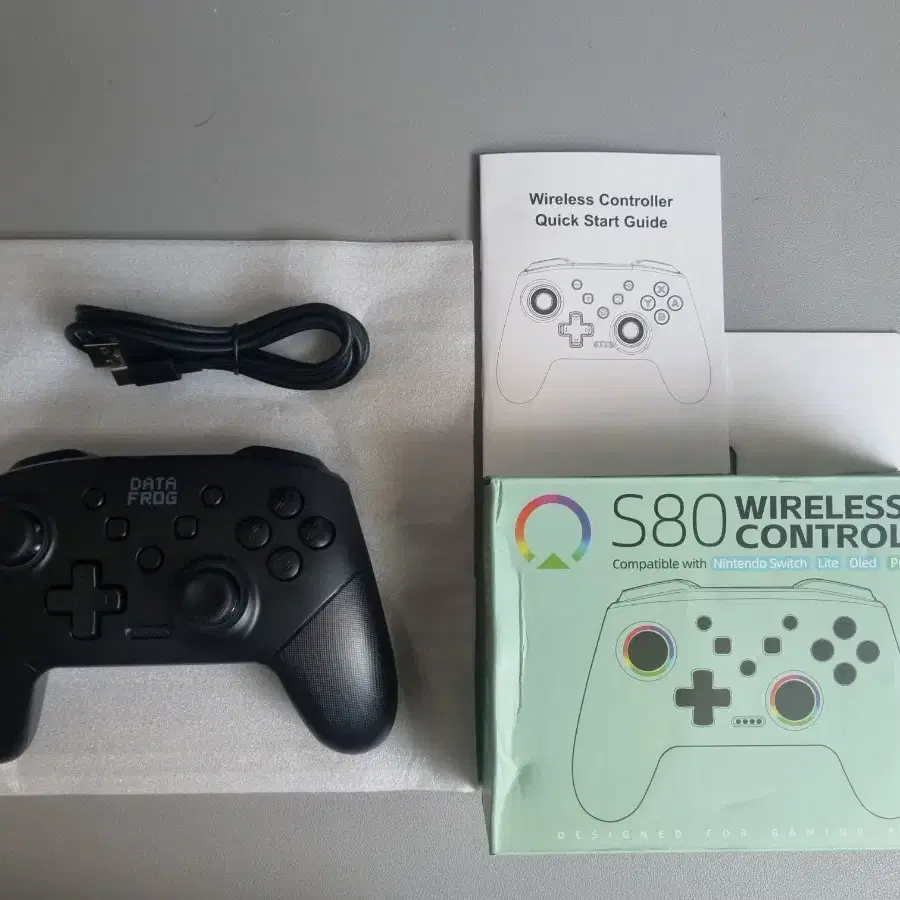 Wireless Controller
Quick Start Guide
X
Y
A
B
DATA
FROG
S80
WIRELESS
CONTROL
Compatible with Nintendo Switch Lite Oled
DESIGNED FOR GAMING